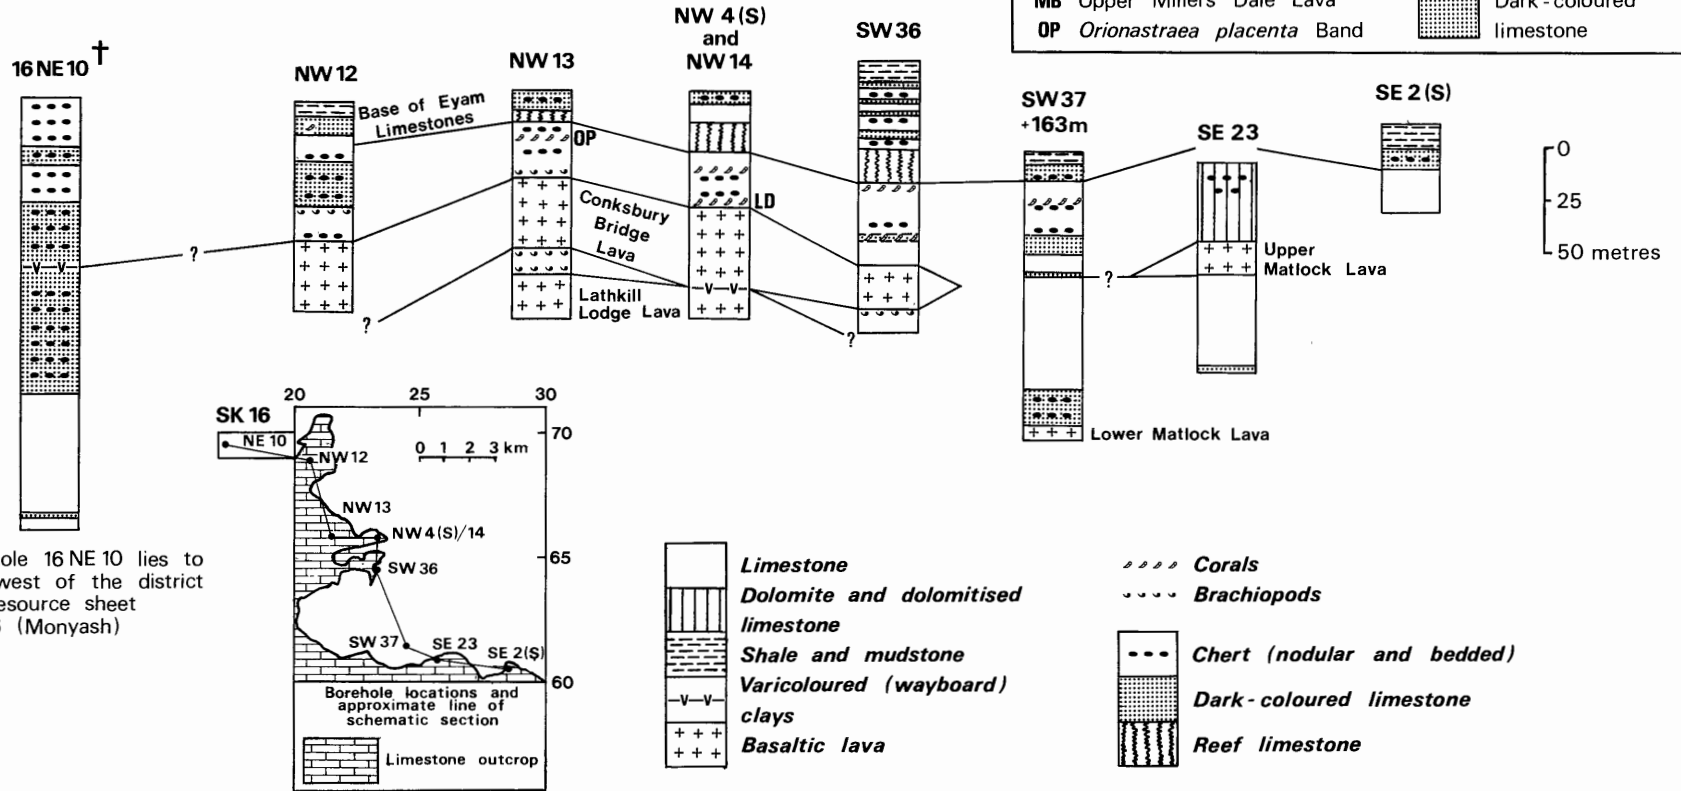 MB Upper Millers Dale Lava
OP Orionastraea placenta Band
Dark-coloured
limestone
16 NE 10 †
NW 12
NW 13
NW 4 (S)
and
NW 14
SW 36
SW 37
+163m
SE 23
SE 2 (S)
Base of Eyam
Limestones
OP
LD
Conksbury
Bridge
Lava
Lathkill
Lodge Lava
?
?
?
?
Upper
Matlock Lava
Lower Matlock Lava
0
25
50 metres
ole 16 NE 10 lies to
west of the district
esource sheet
(Monyash)
20
25
30
SK 16
NE 10
NW 12
0 1 2 3 km
70
NW 13
NW 4(S)/14
65
SW 36
SW 37
SE 23
SE 2(S)
60
Borehole locations and
approximate line of
schematic section
Limestone outcrop
Limestone
Dolomite and dolomitised
limestone
Shale and mudstone
Varicoloured (wayboard)
clays
Basaltic lava
Corals
Brachiopods
Chert (nodular and bedded)
Dark-coloured limestone
Reef limestone